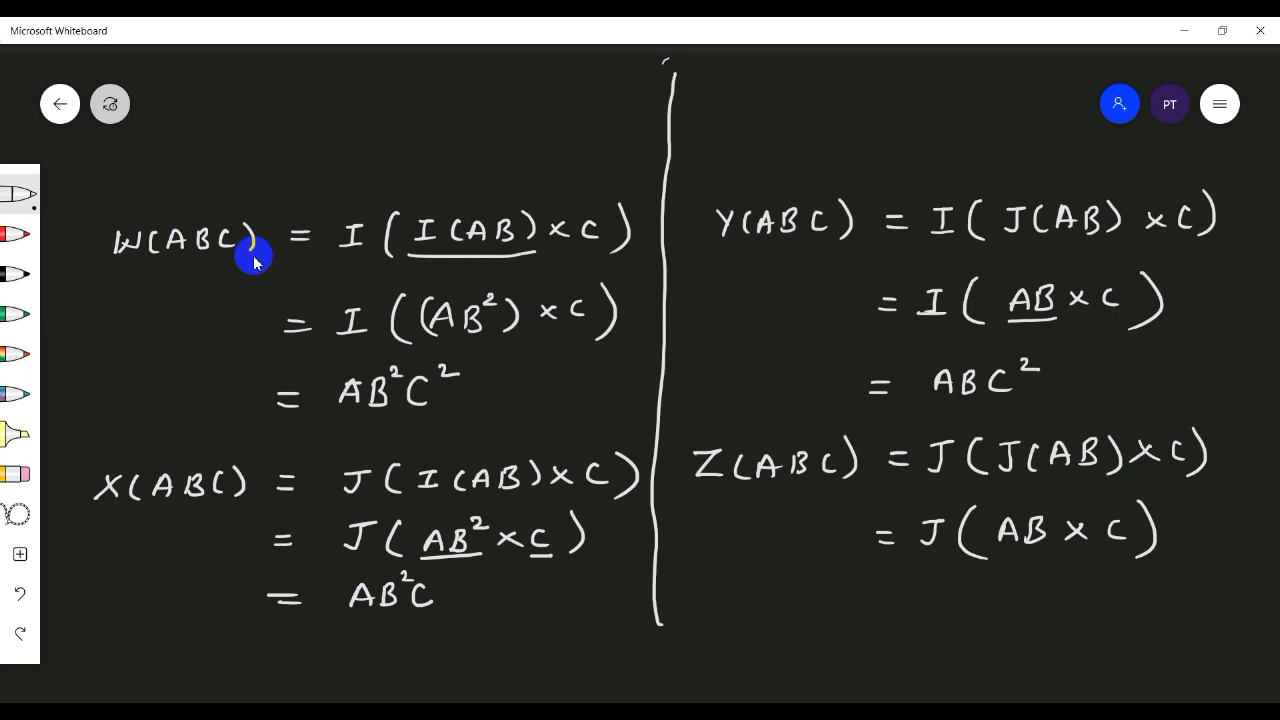 Microsoft Whiteboard
PT
W(ABC) = I(I(AB)×C)
= I((AB²)×C)
= AB²C²
X(ABC) = J(I(AB)×C)
= J(AB²×C)
= AB²C
Y(ABC) = I(J(AB)×C)
= I(AB×C)
= ABC²
Z(ABC) = J(J(AB)×C)
= J(AB×C)